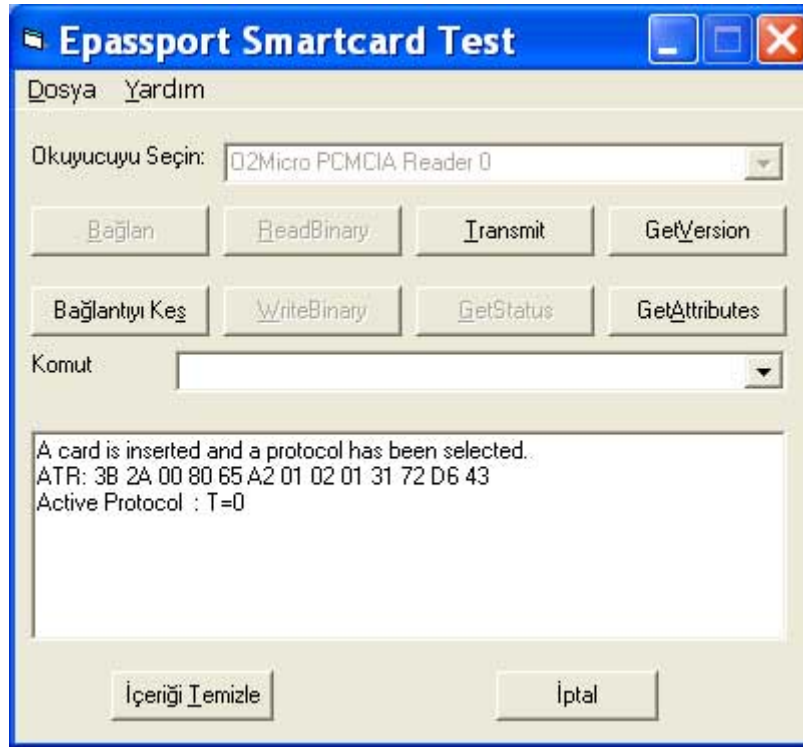 Epassport Smartcard Test
Dosya Yardım
Okuyucuyu Seçin: O2Micro PCMCIA Reader 0
Bağlan ReadBinary Transmit GetVersion
Bağlantıyı Keş WriteBinary GetStatus GetAttributes
Komut
A card is inserted and a protocol has been selected.
ATR: 3B 2A 00 80 65 A2 01 02 01 31 72 D6 43
Active Protocol : T=0
İçeriği Temizle İptal